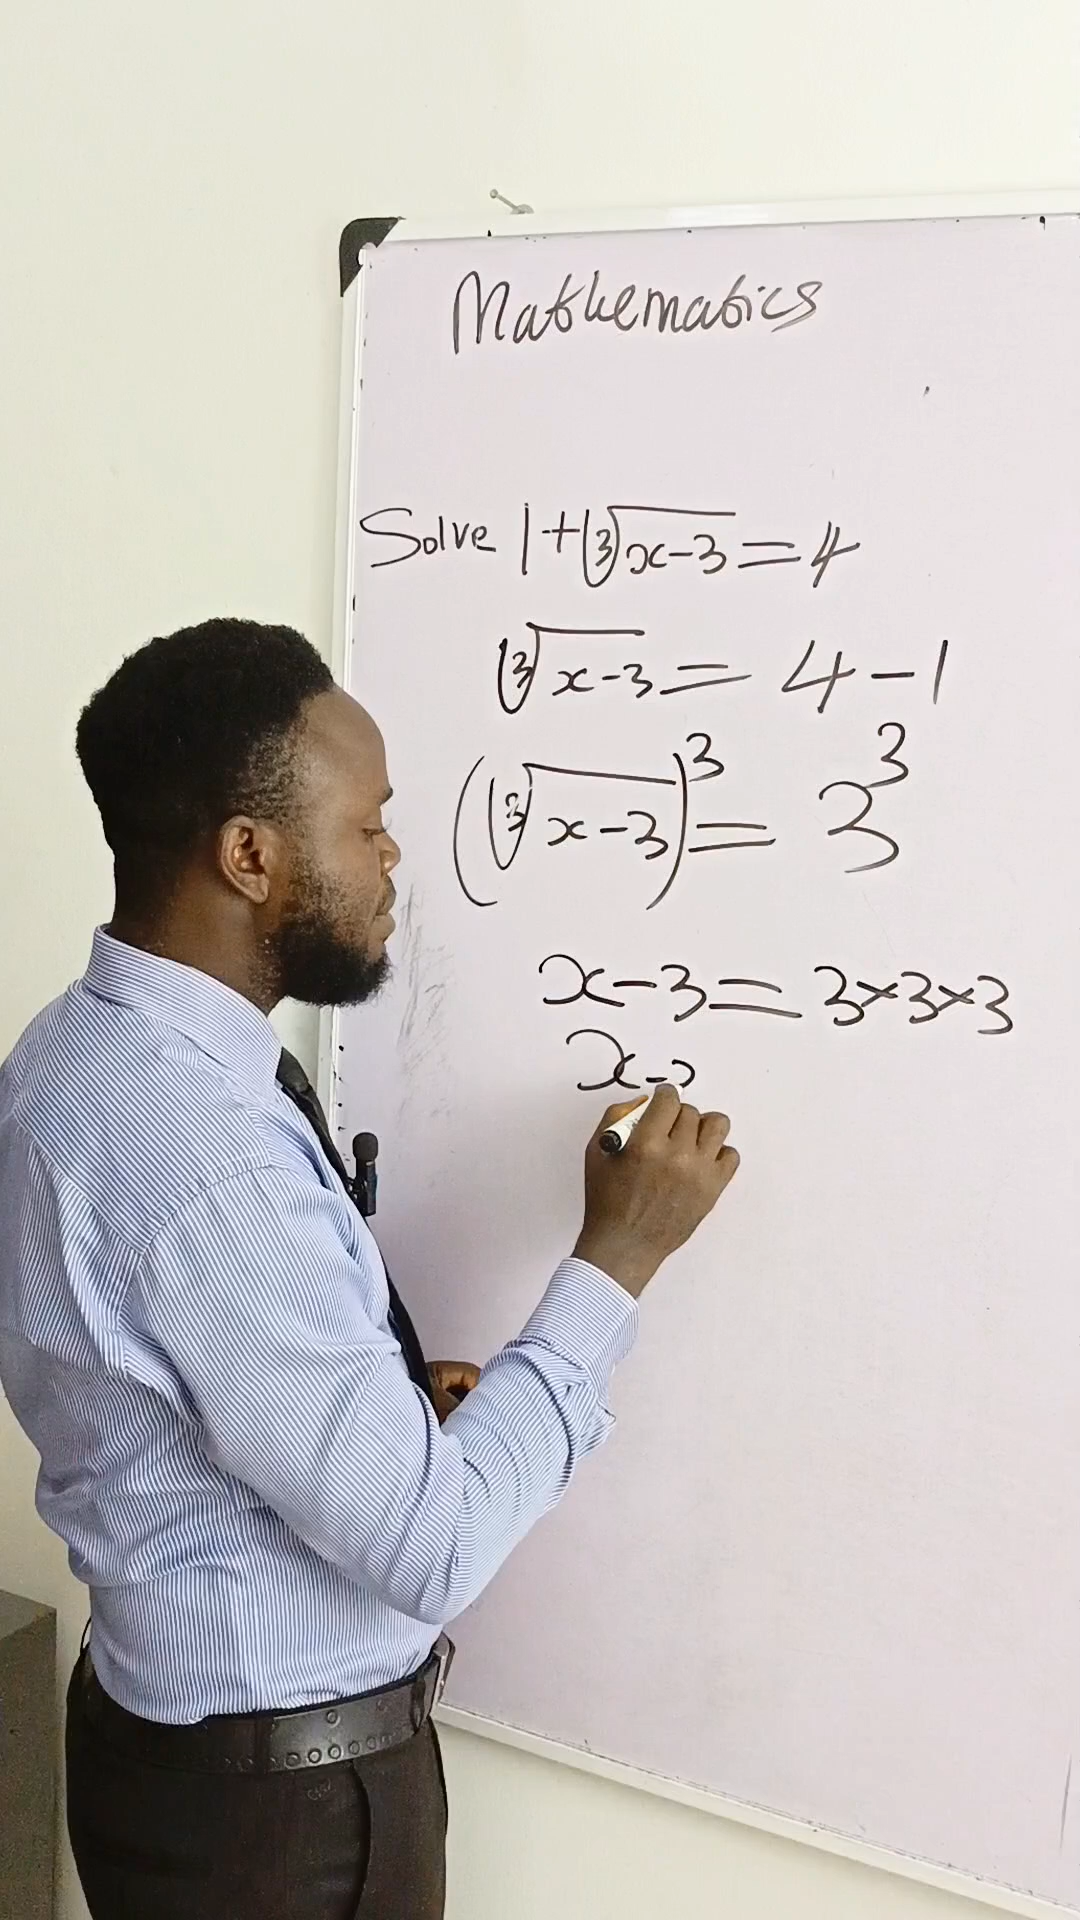 Mathematics
Solve 1+∛x-3=4
∛x-3=4-1
(∛x-3)³=3³
x-3=3×3×3
x-